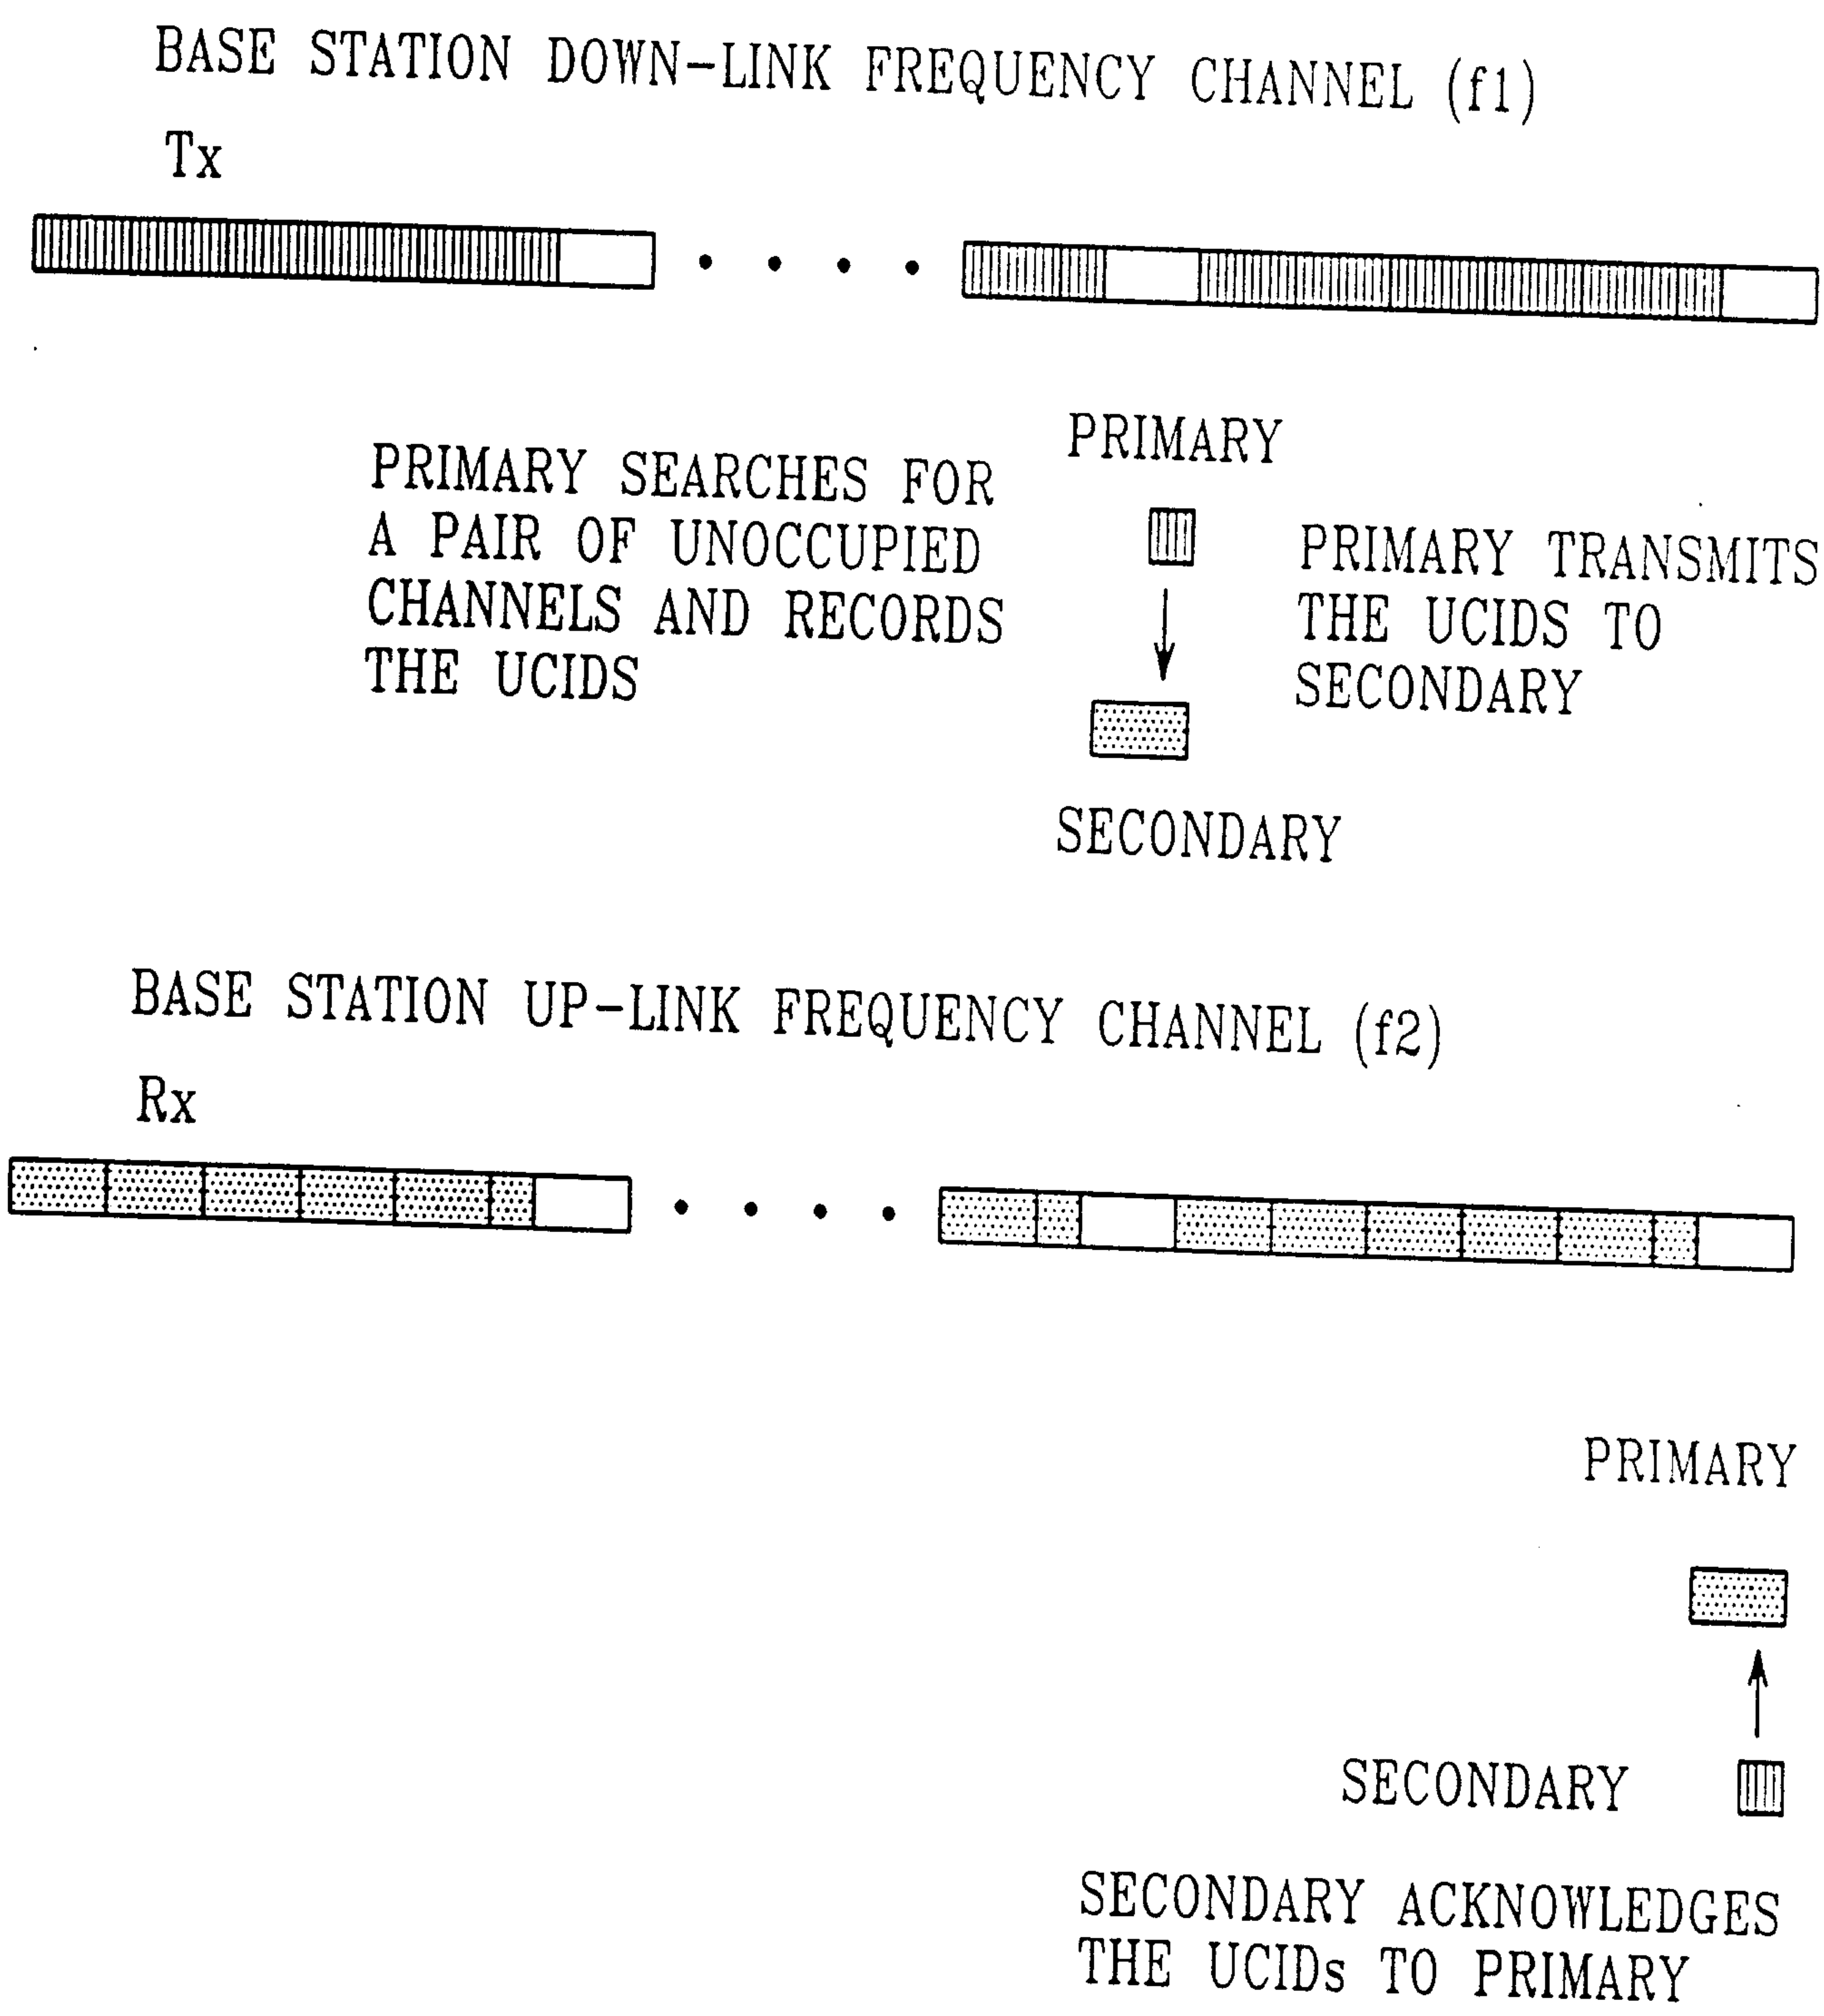 BASE STATION DOWN-LINK FREQUENCY CHANNEL (f1)
Tx
PRIMARY SEARCHES FOR
A PAIR OF UNOCCUPIED
CHANNELS AND RECORDS
THE UCIDS
PRIMARY
PRIMARY TRANSMITS
THE UCIDS TO
SECONDARY
SECONDARY
BASE STATION UP-LINK FREQUENCY CHANNEL (f2)
Rx
PRIMARY
SECONDARY
SECONDARY ACKNOWLEDGES
THE UCIDs TO PRIMARY